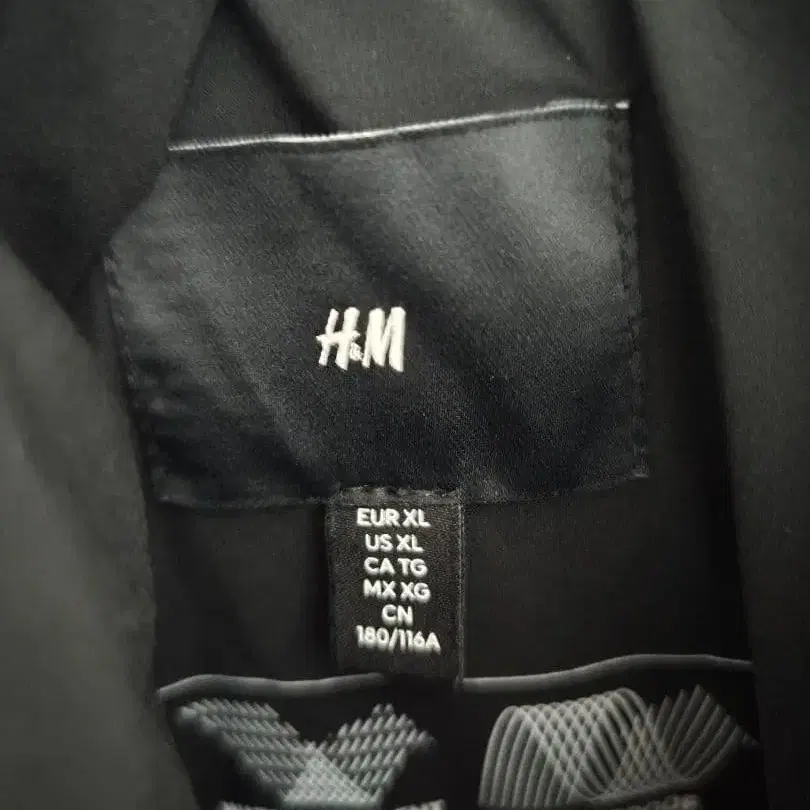 H&M
EUR XL
US XL
CA TG
MX XG
CN
180/116A